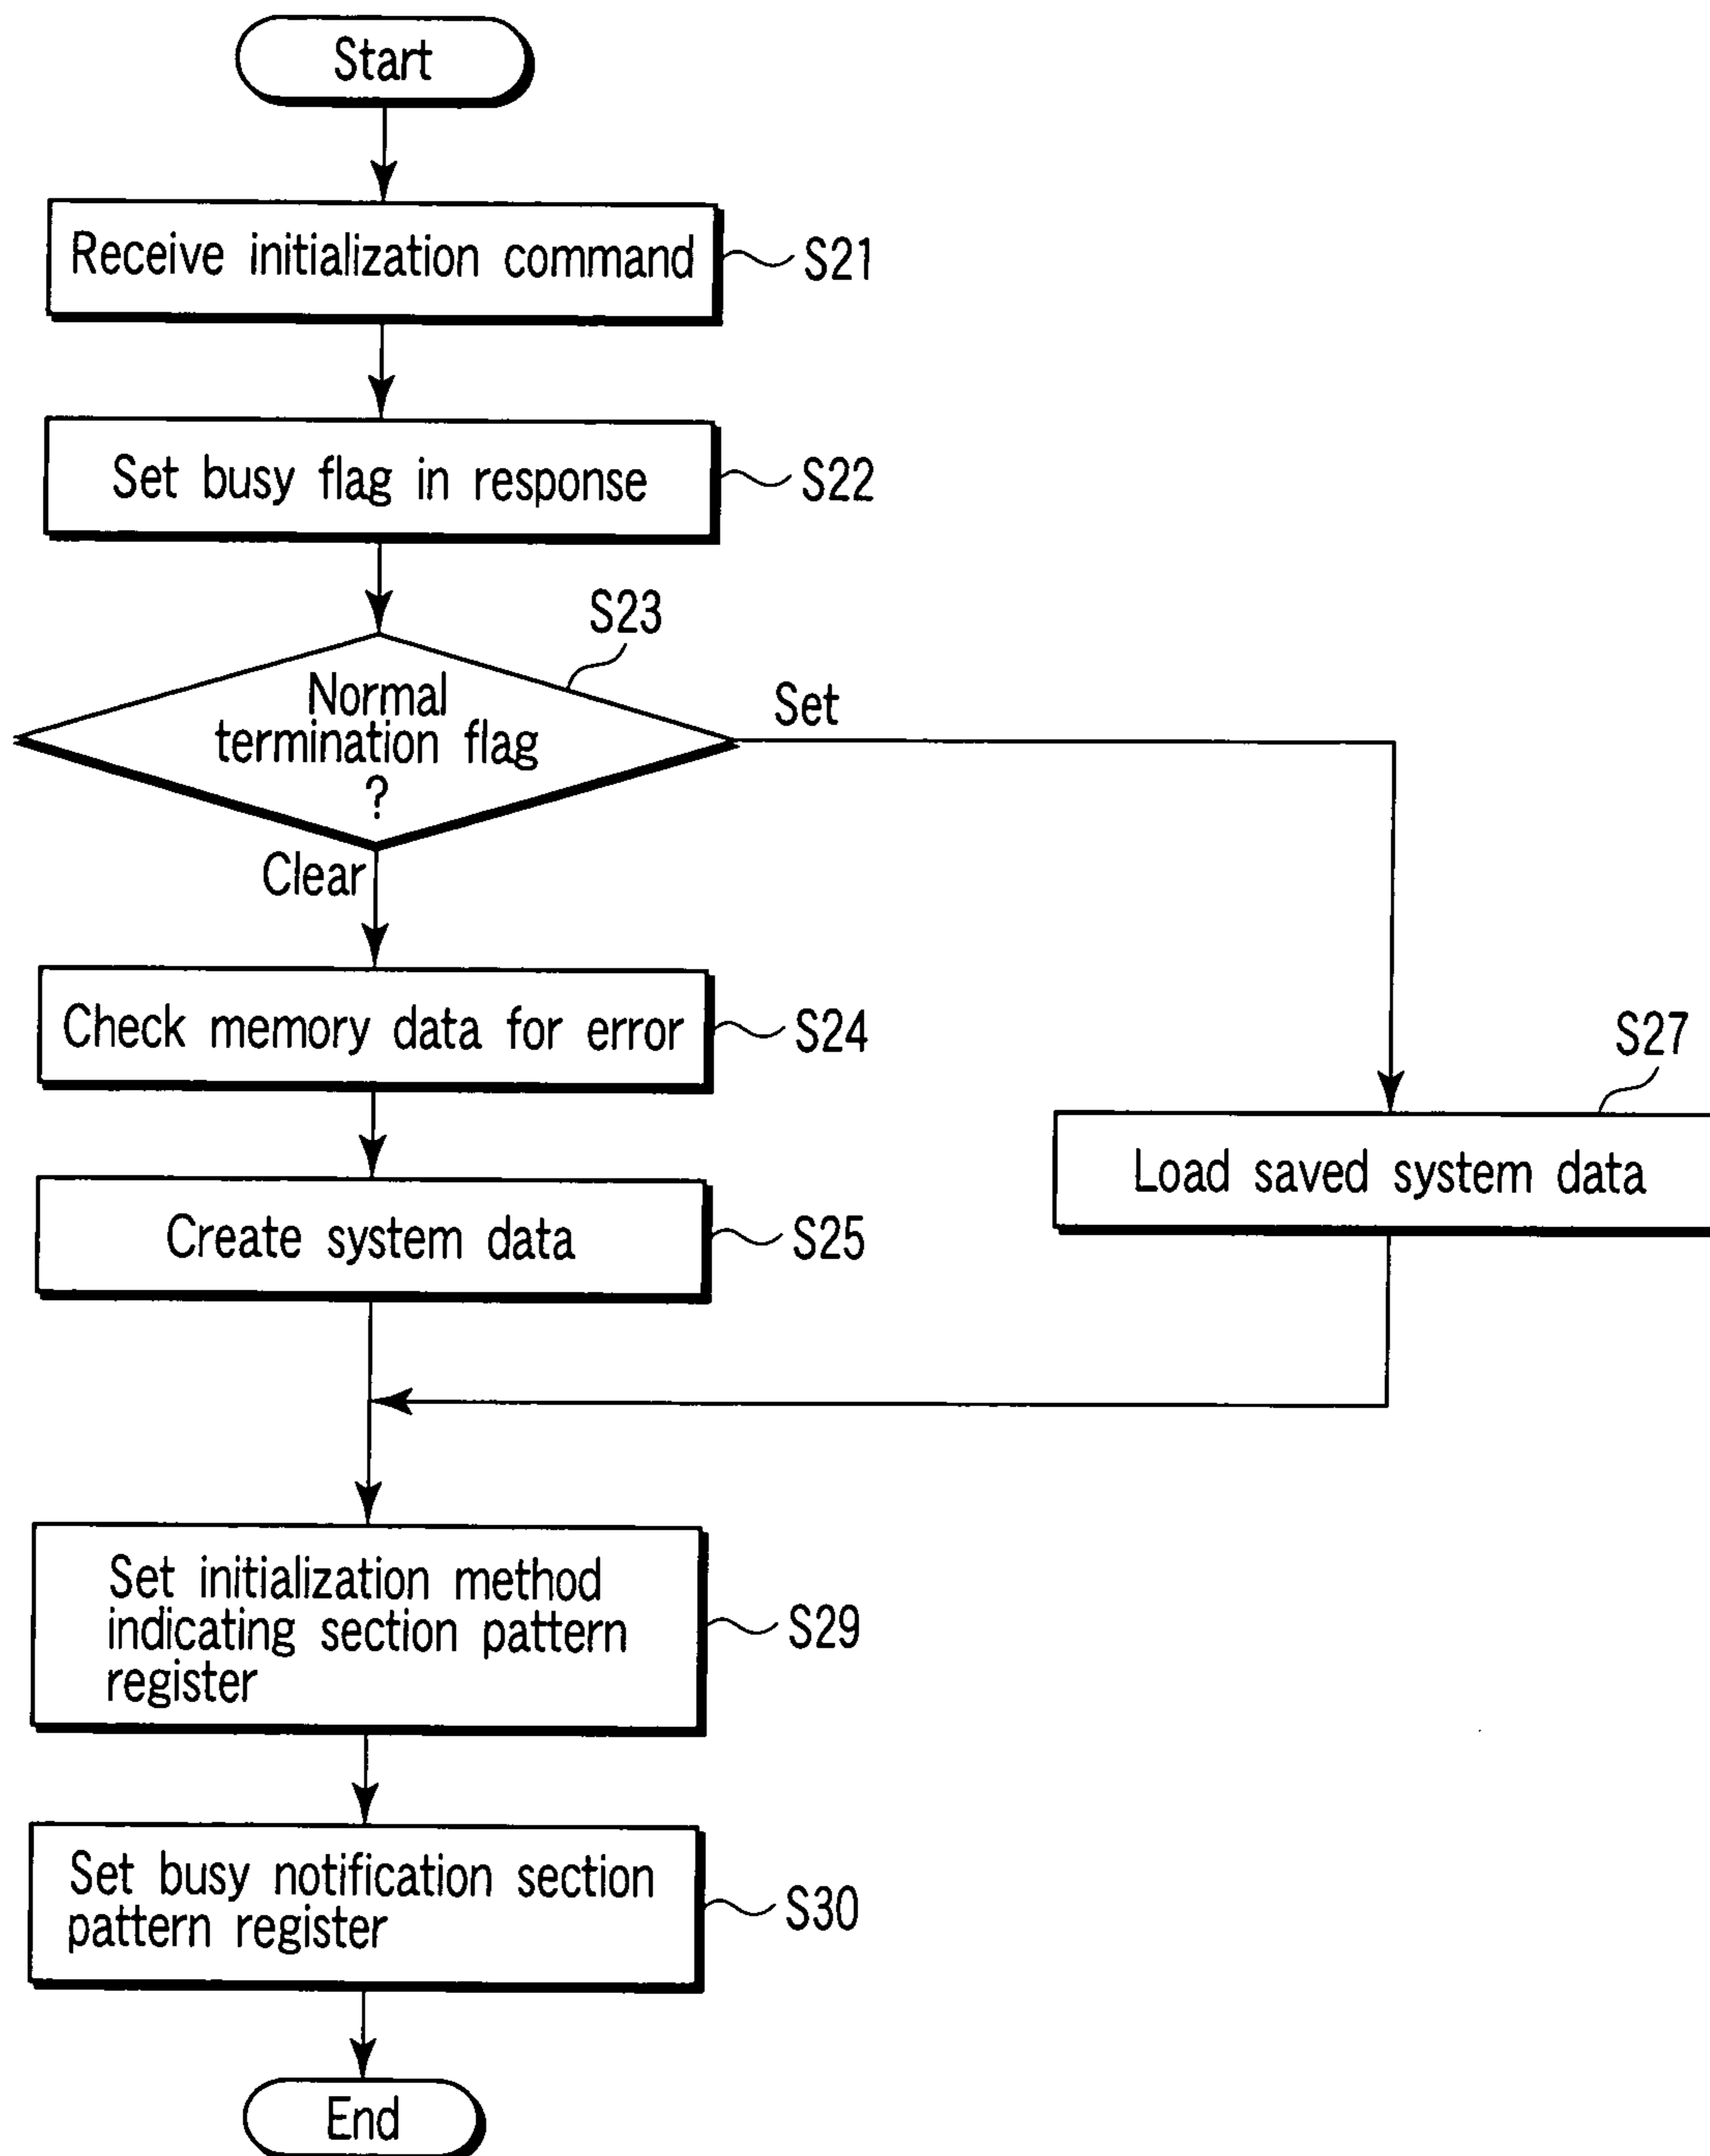 Start
Receive initialization command
S21
Set busy flag in response
S22
S23
Normal
termination flag
?
Set
Clear
Check memory data for error
S24
S27
Load saved system data
Create system data
S25
Set initialization method
indicating section pattern
register
S29
Set busy notification section
pattern register
S30
End